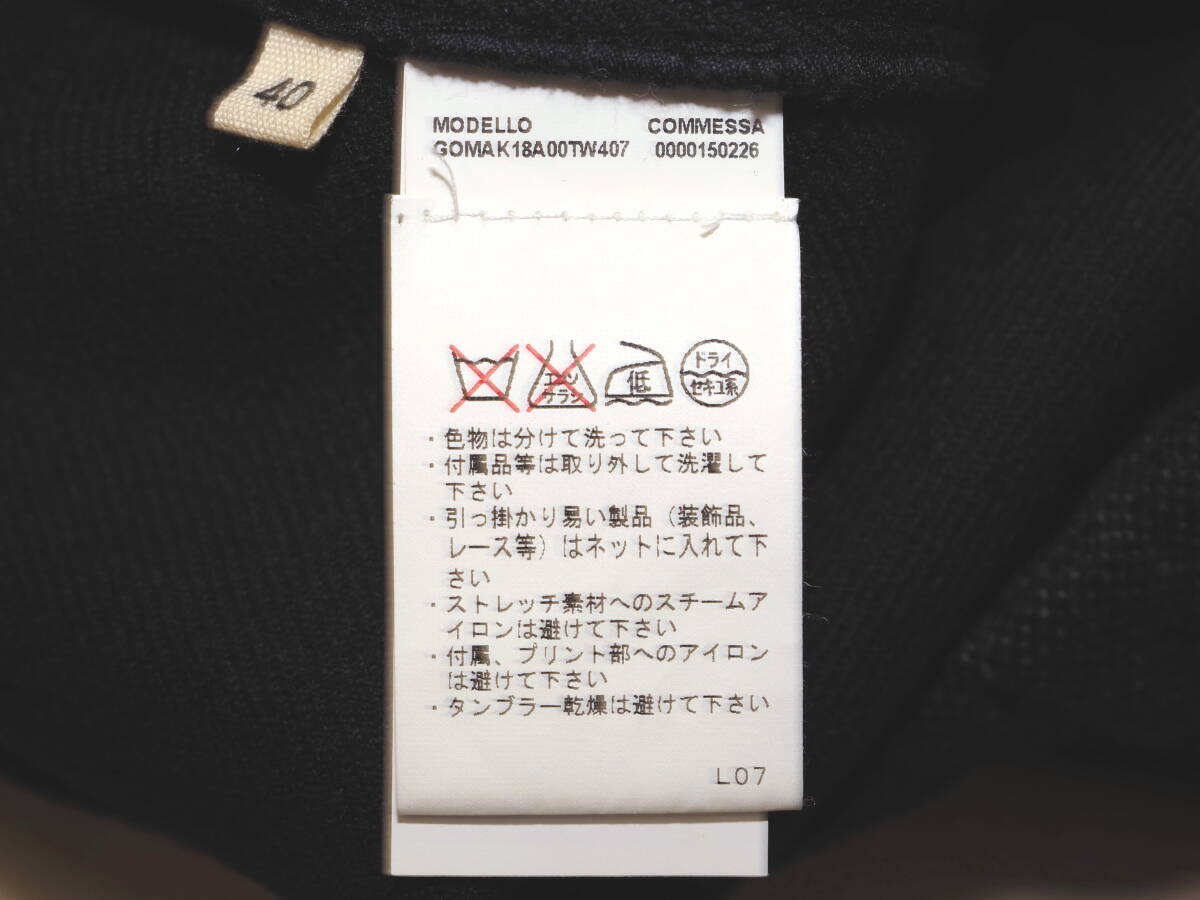 40
MODELLO COMMESSA
GOMAK18A00TW407 0000150226
エンソ
サラシ
低
ドライ
セキユ系
・色物は分けて洗って下さい
・付属品等は取り外して洗濯して
下さい
・引っ掛かり易い製品（装飾品、
レース等）はネットに入れて下
さい
・ストレッチ素材へのスチームア
イロンは避けて下さい
・付属、プリント部へのアイロン
は避けて下さい
・タンブラー乾燥は避けて下さい
L07